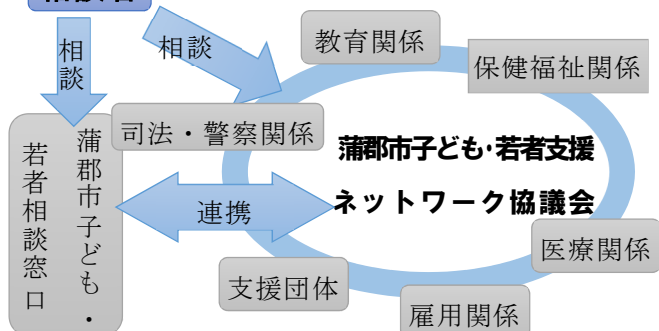 相談
相談
教育関係
保健福祉関係
司法・警察関係
蒲郡市子ども・若者支援
ネットワーク協議会
蒲郡市子ども・
若者相談窓口
連携
医療関係
支援団体
雇用関係